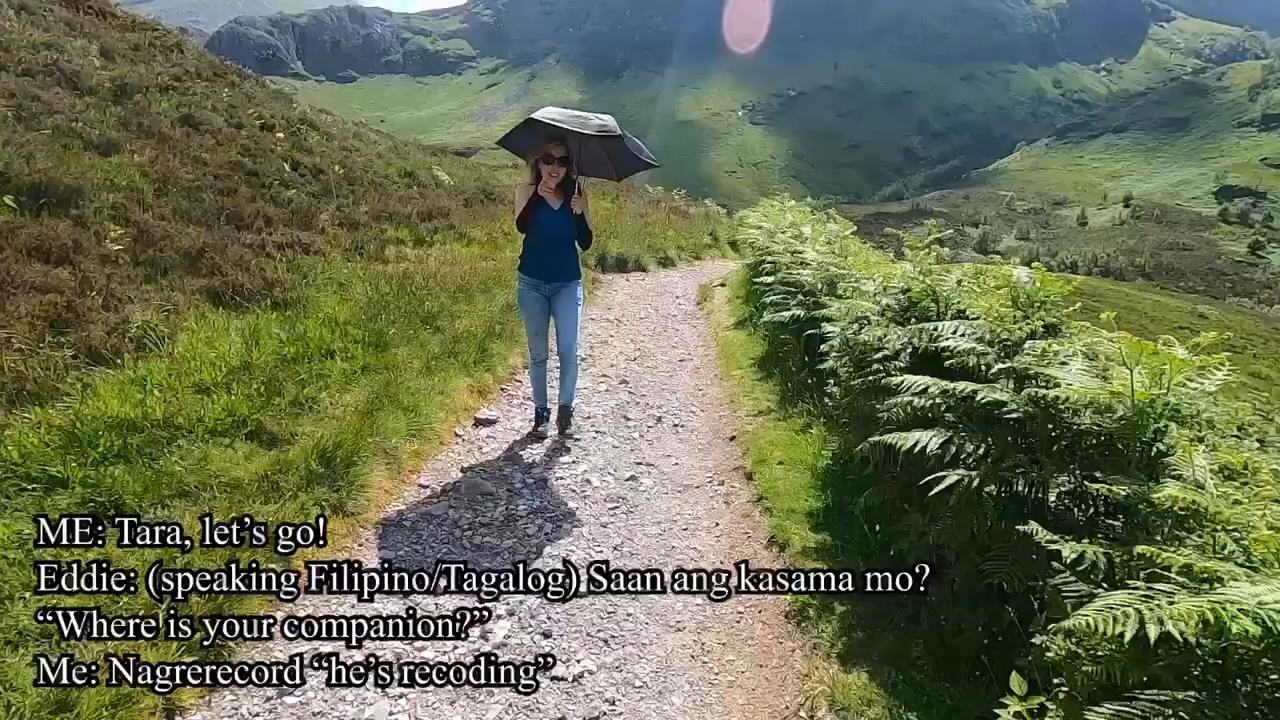 ME: Tara, let's go!
Eddie: (speaking Filipino/Tagalog) Saan ang kasama mo?
“Where is your companion?”
Me: Nagrerecord “he's recoding”